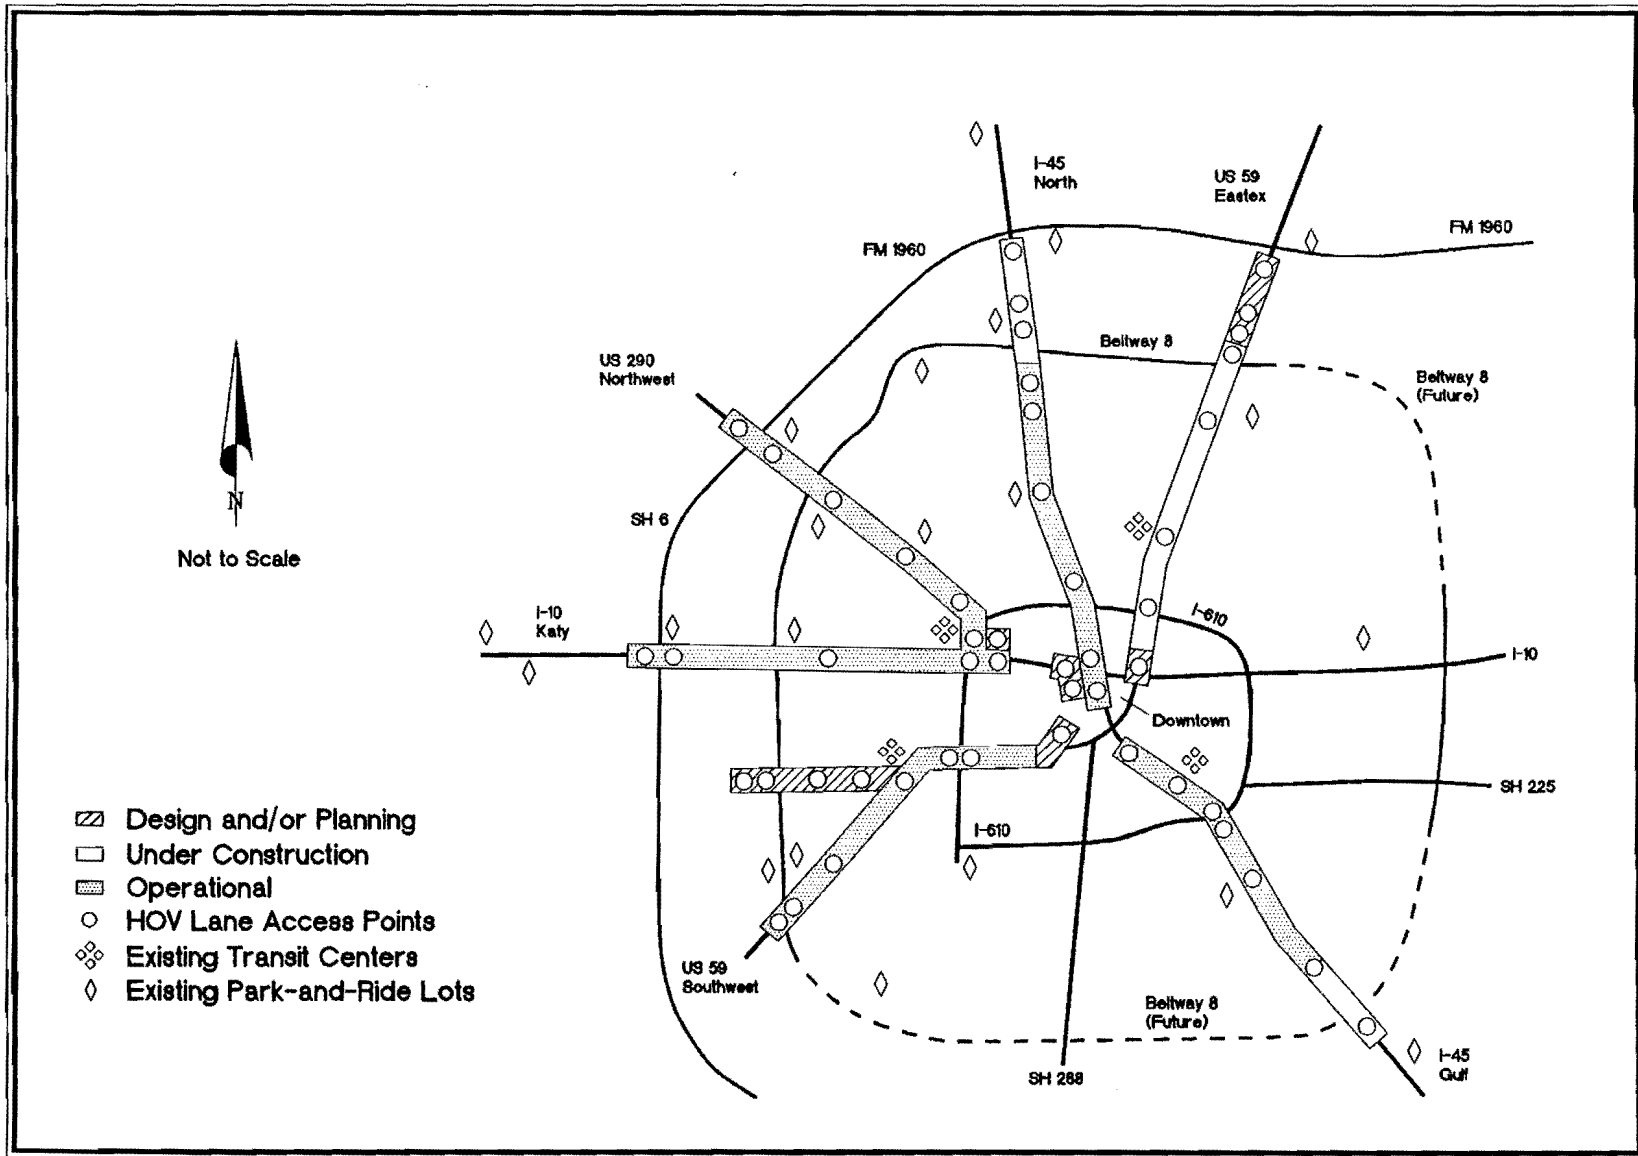 I-45
North
US 59
Eastex
FM 1960
FM 1960
Beltway 8
US 290
Northwest
Beltway 8
(Future)
N
SH 6
Not to Scale
I-10
Katy
I-610
I-10
Downtown
SH 225
I-610
Design and/or Planning
Under Construction
Operational
HOV Lane Access Points
Existing Transit Centers
Existing Park-and-Ride Lots
US 59
Southwest
Beltway 8
(Future)
I-45
Gulf
SH 288